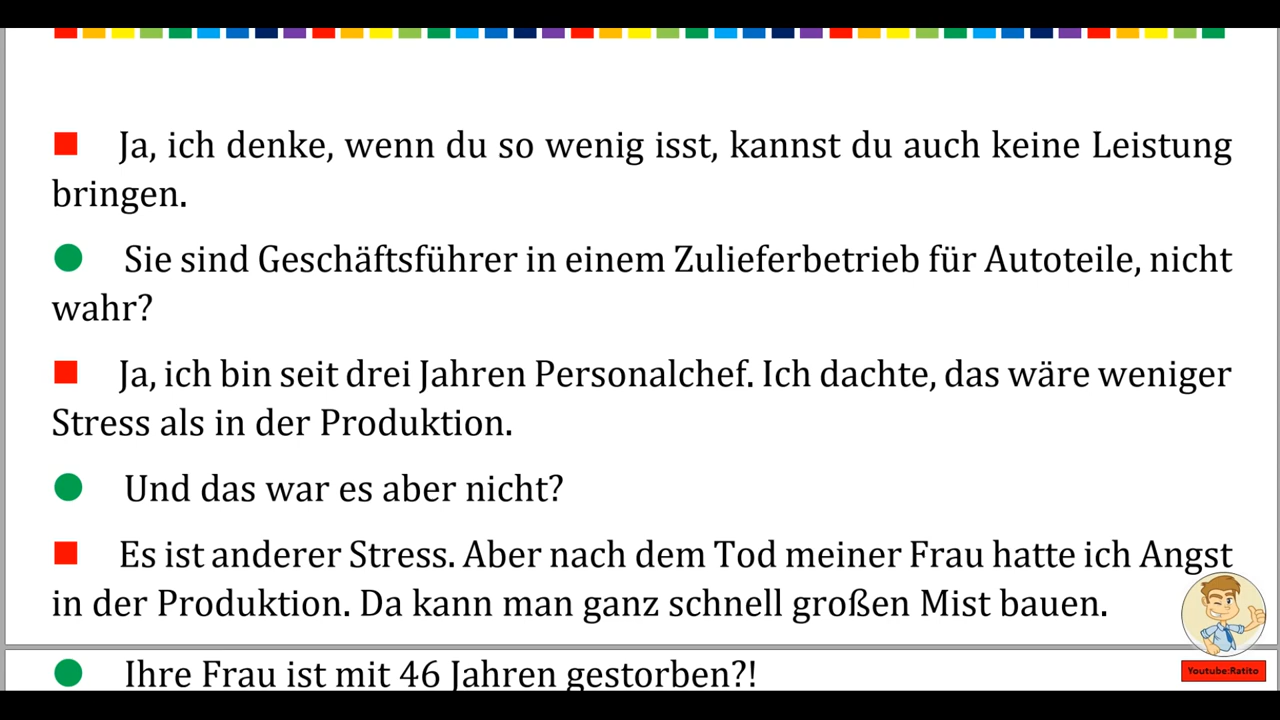 Ja, ich denke, wenn du so wenig isst, kannst du auch keine Leistung
bringen.
Sie sind Geschäftsführer in einem Zulieferbetrieb für Autoteile, nicht
wahr?
Ja, ich bin seit drei Jahren Personalchef. Ich dachte, das wäre weniger
Stress als in der Produktion.
Und das war es aber nicht?
Es ist anderer Stress. Aber nach dem Tod meiner Frau hatte ich Angst
in der Produktion. Da kann man ganz schnell großen Mist bauen.
Ihre Frau ist mit 46 Jahren gestorben?!
Youtube:Ratito